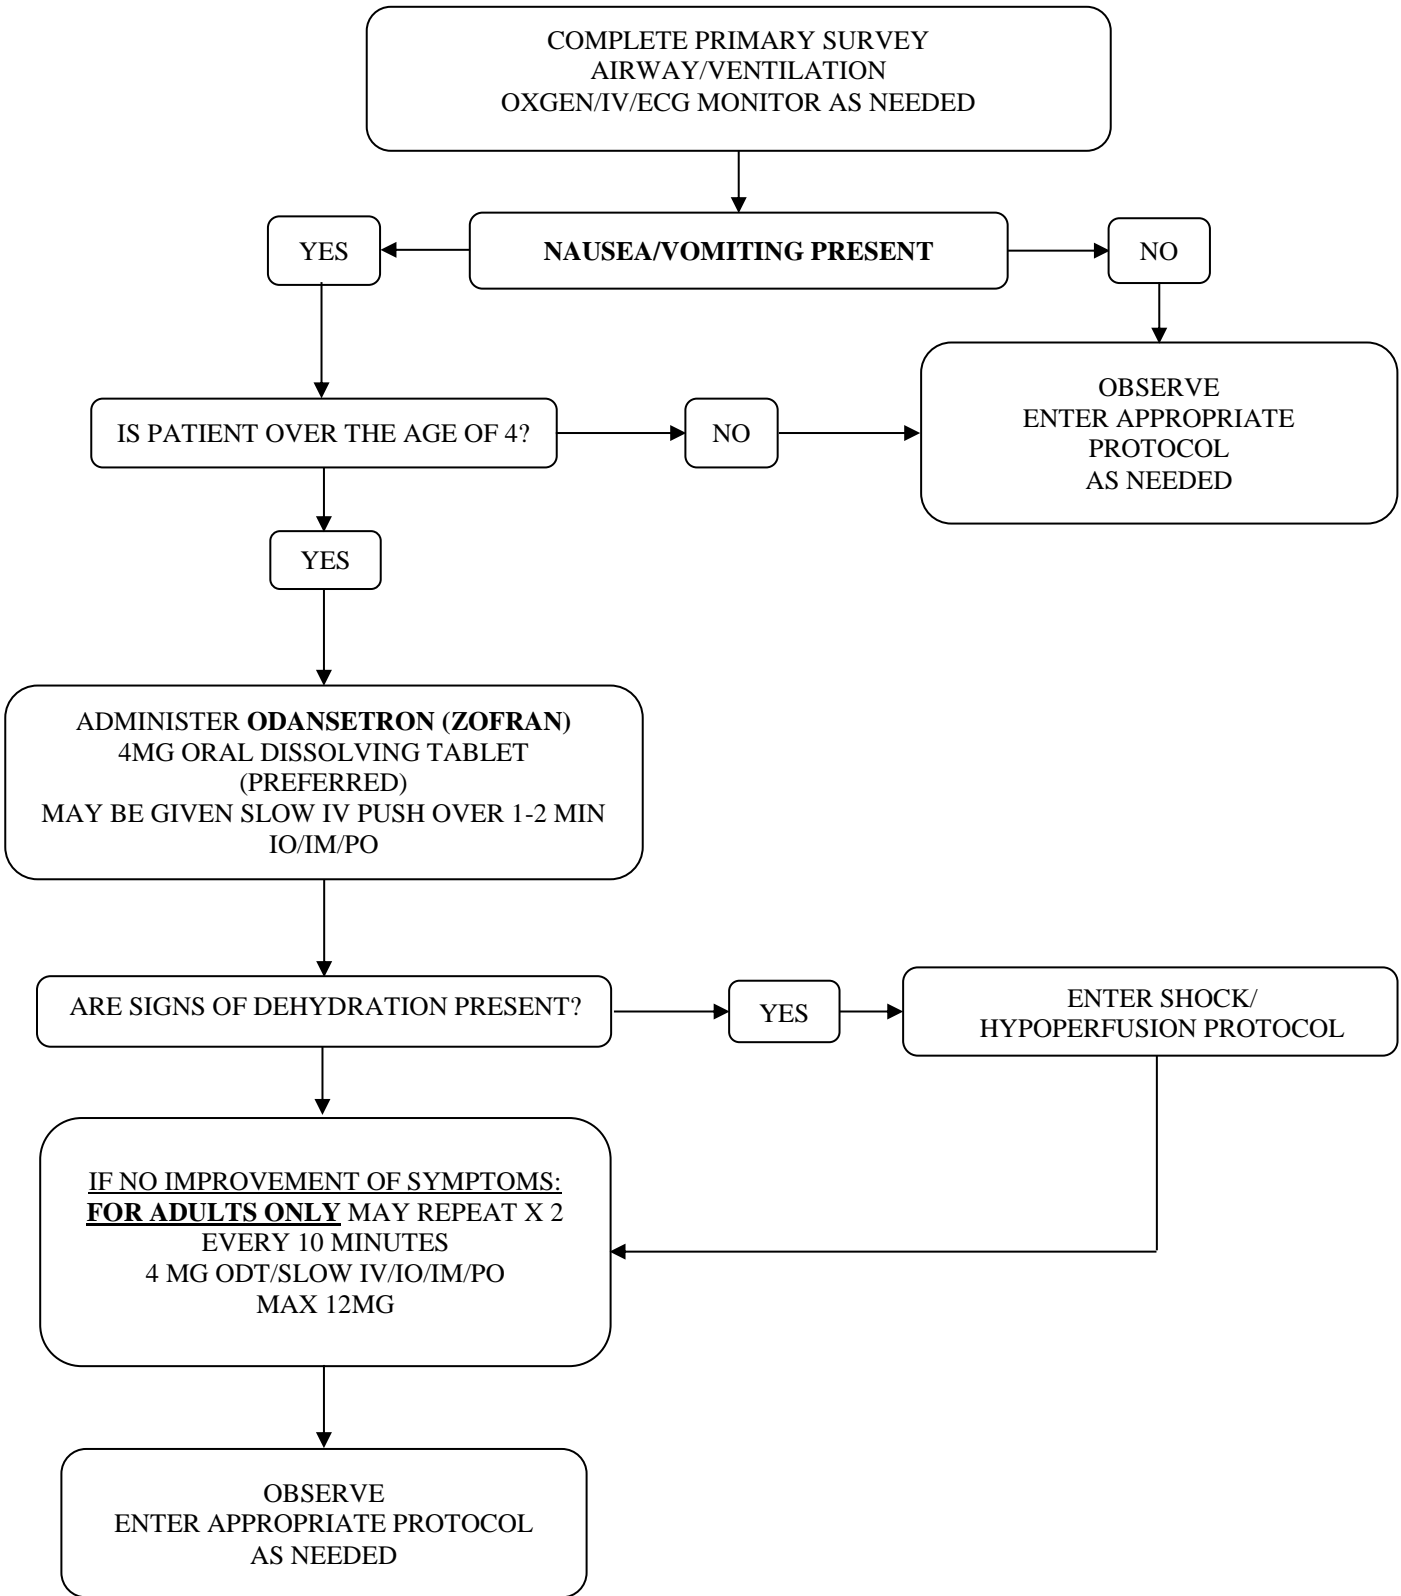 COMPLETE PRIMARY SURVEY
AIRWAY/VENTILATION
OXGEN/IV/ECG MONITOR AS NEEDED
YES
NAUSEA/VOMITING PRESENT
NO
OBSERVE
ENTER APPROPRIATE
PROTOCOL
AS NEEDED
IS PATIENT OVER THE AGE OF 4?
NO
YES
ADMINISTER ODANSETRON (ZOFRAN)
4MG ORAL DISSOLVING TABLET
(PREFERRED)
MAY BE GIVEN SLOW IV PUSH OVER 1-2 MIN
IO/IM/PO
ARE SIGNS OF DEHYDRATION PRESENT?
YES
ENTER SHOCK/
HYPOPERFUSION PROTOCOL
IF NO IMPROVEMENT OF SYMPTOMS:
FOR ADULTS ONLY MAY REPEAT X 2
EVERY 10 MINUTES
4 MG ODT/SLOW IV/IO/IM/PO
MAX 12MG
OBSERVE
ENTER APPROPRIATE PROTOCOL
AS NEEDED